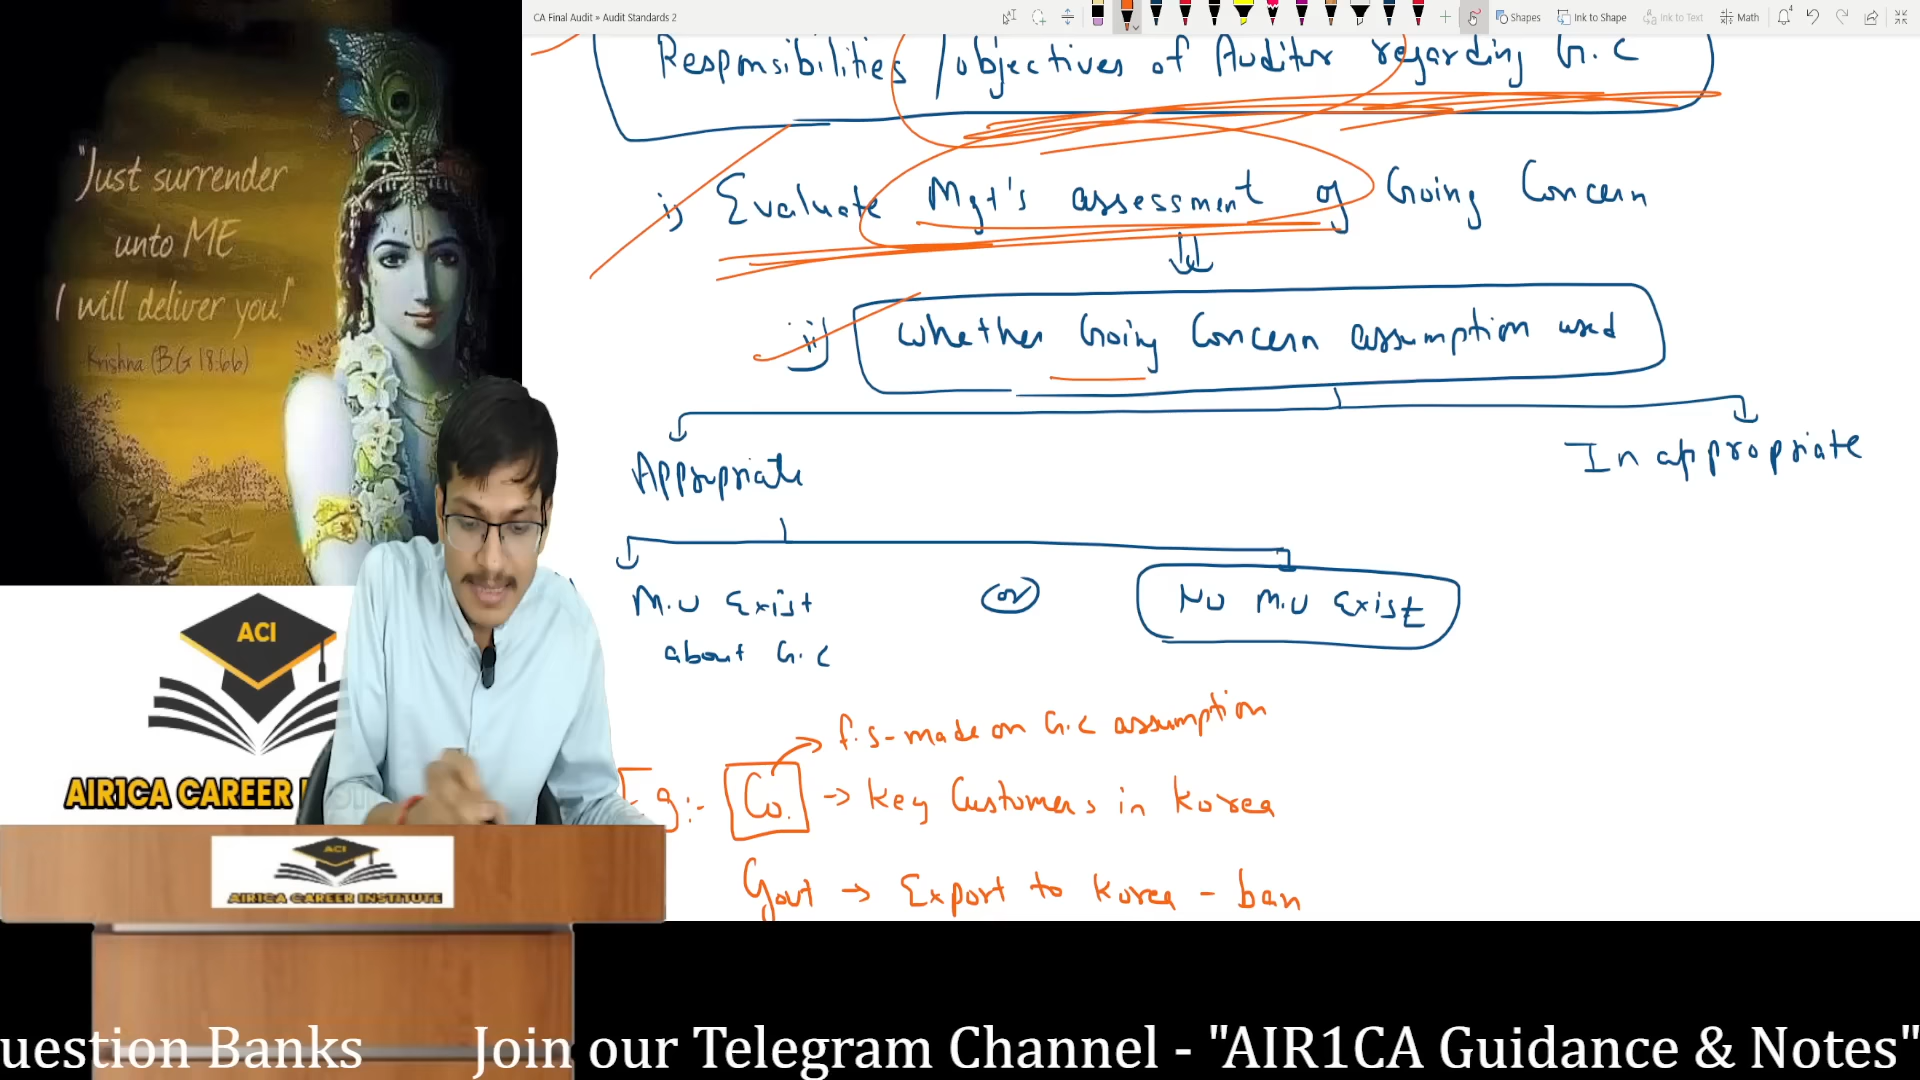 CA Final Audit » Audit Standards 2
Shapes
Ink to Shape
Ink to Text
Math
Responsibilities / objectives of Auditor regarding G.C
"Just surrender
unto ME
I will deliver you!"
-Krishna (B.G 18:66)
i) Evaluate Mgt's assessment of Going Concern
ii) Whether Going Concern assumption used
Appropriate
Inappropriate
M.U Exist
about G.C
or
No M.U Exist
f.s-made on G.C assumption
Eg:- Co. → Key Customers in Korea
Govt → Export to Korea - ban
ACI
AIR1CA CAREER
ACI
AIR1CA CAREER INSTITUTE
uestion Banks
Join our Telegram Channel - "AIR1CA Guidance & Notes"